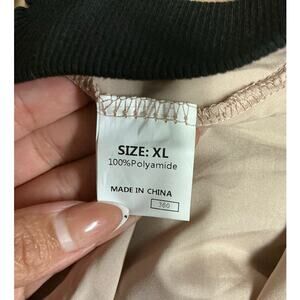 SIZE: XL
100%Polyamide
MADE IN CHINA
360